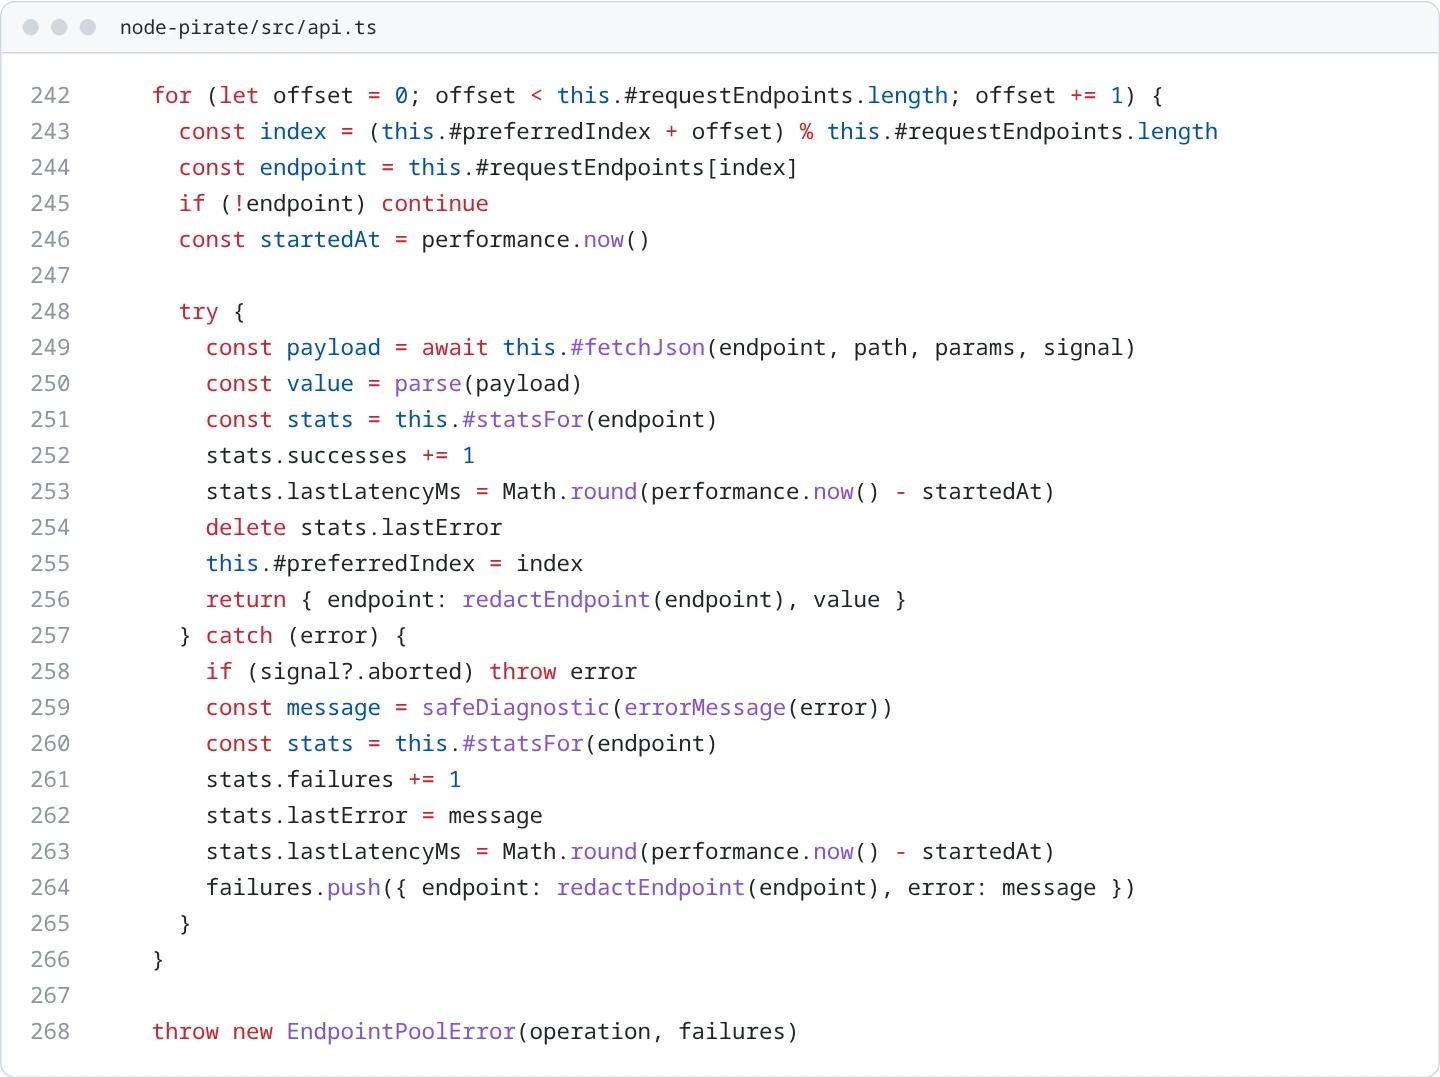 node-pirate/src/api.ts
242 for (let offset = 0; offset < this.#requestEndpoints.length; offset += 1) {
243 const index = (this.#preferredIndex + offset) % this.#requestEndpoints.length
244 const endpoint = this.#requestEndpoints[index]
245 if (!endpoint) continue
246 const startedAt = performance.now()
247
248 try {
249 const payload = await this.#fetchJson(endpoint, path, params, signal)
250 const value = parse(payload)
251 const stats = this.#statsFor(endpoint)
252 stats.successes += 1
253 stats.lastLatencyMs = Math.round(performance.now() - startedAt)
254 delete stats.lastError
255 this.#preferredIndex = index
256 return { endpoint: redactEndpoint(endpoint), value }
257 } catch (error) {
258 if (signal?.aborted) throw error
259 const message = safeDiagnostic(errorMessage(error))
260 const stats = this.#statsFor(endpoint)
261 stats.failures += 1
262 stats.lastError = message
263 stats.lastLatencyMs = Math.round(performance.now() - startedAt)
264 failures.push({ endpoint: redactEndpoint(endpoint), error: message })
265 }
266 }
267
268 throw new EndpointPoolError(operation, failures)